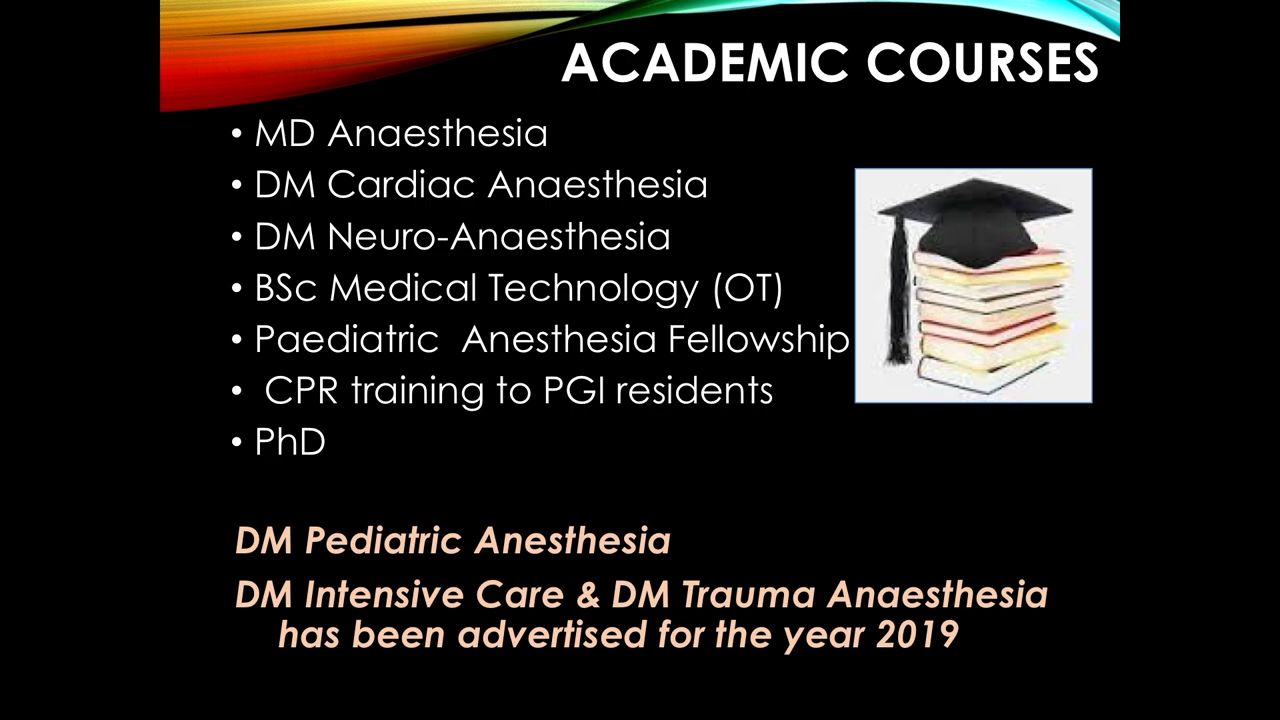 ACADEMIC COURSES
• MD Anaesthesia
• DM Cardiac Anaesthesia
• DM Neuro-Anaesthesia
• BSc Medical Technology (OT)
• Paediatric  Anesthesia Fellowship
•  CPR training to PGI residents
• PhD
DM Pediatric Anesthesia
DM Intensive Care & DM Trauma Anaesthesia
has been advertised for the year 2019